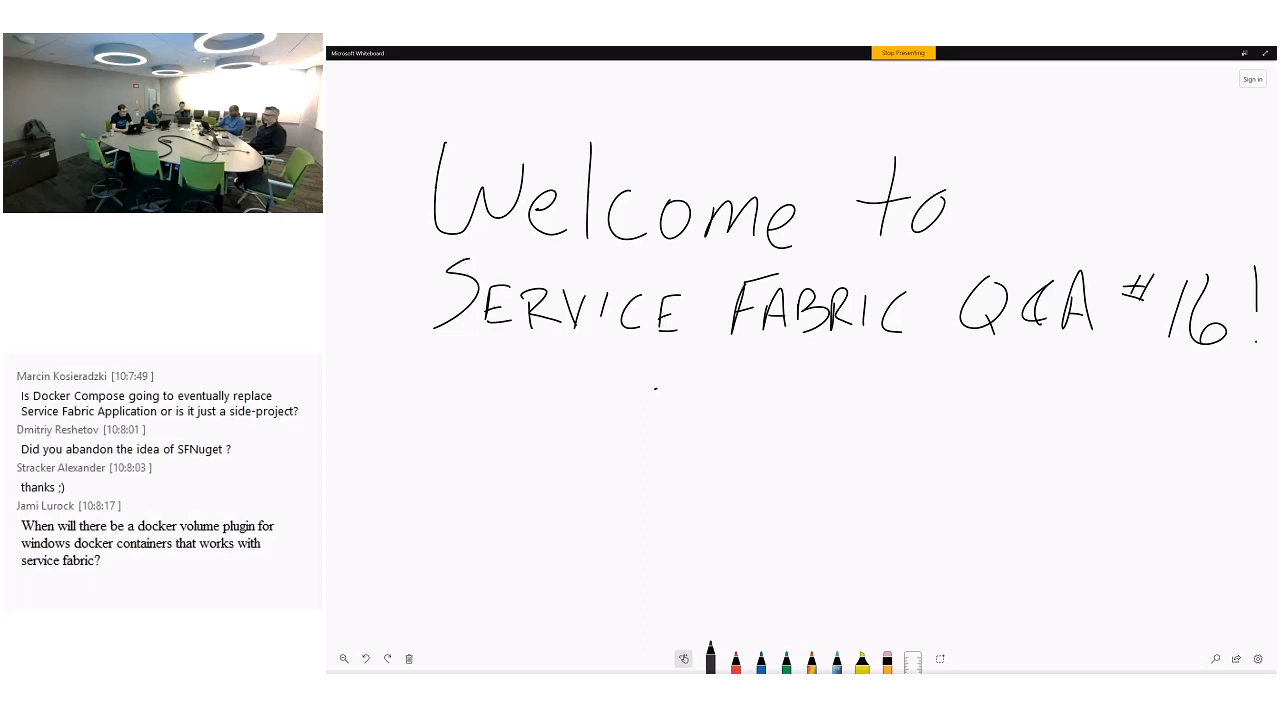 Microsoft Whiteboard
Stop Presenting
Sign in
Welcome to
SERVICE FABRIC Q&A #16!
Marcin Kosieradzki [10:7:49 ]
Is Docker Compose going to eventually replace
Service Fabric Application or is it just a side-project?
Dmitriy Reshetov [10:8:01 ]
Did you abandon the idea of SFNuget ?
Stracker Alexander [10:8:03 ]
thanks ;)
Jami Lurock [10:8:17 ]
When will there be a docker volume plugin for
windows docker containers that works with
service fabric?